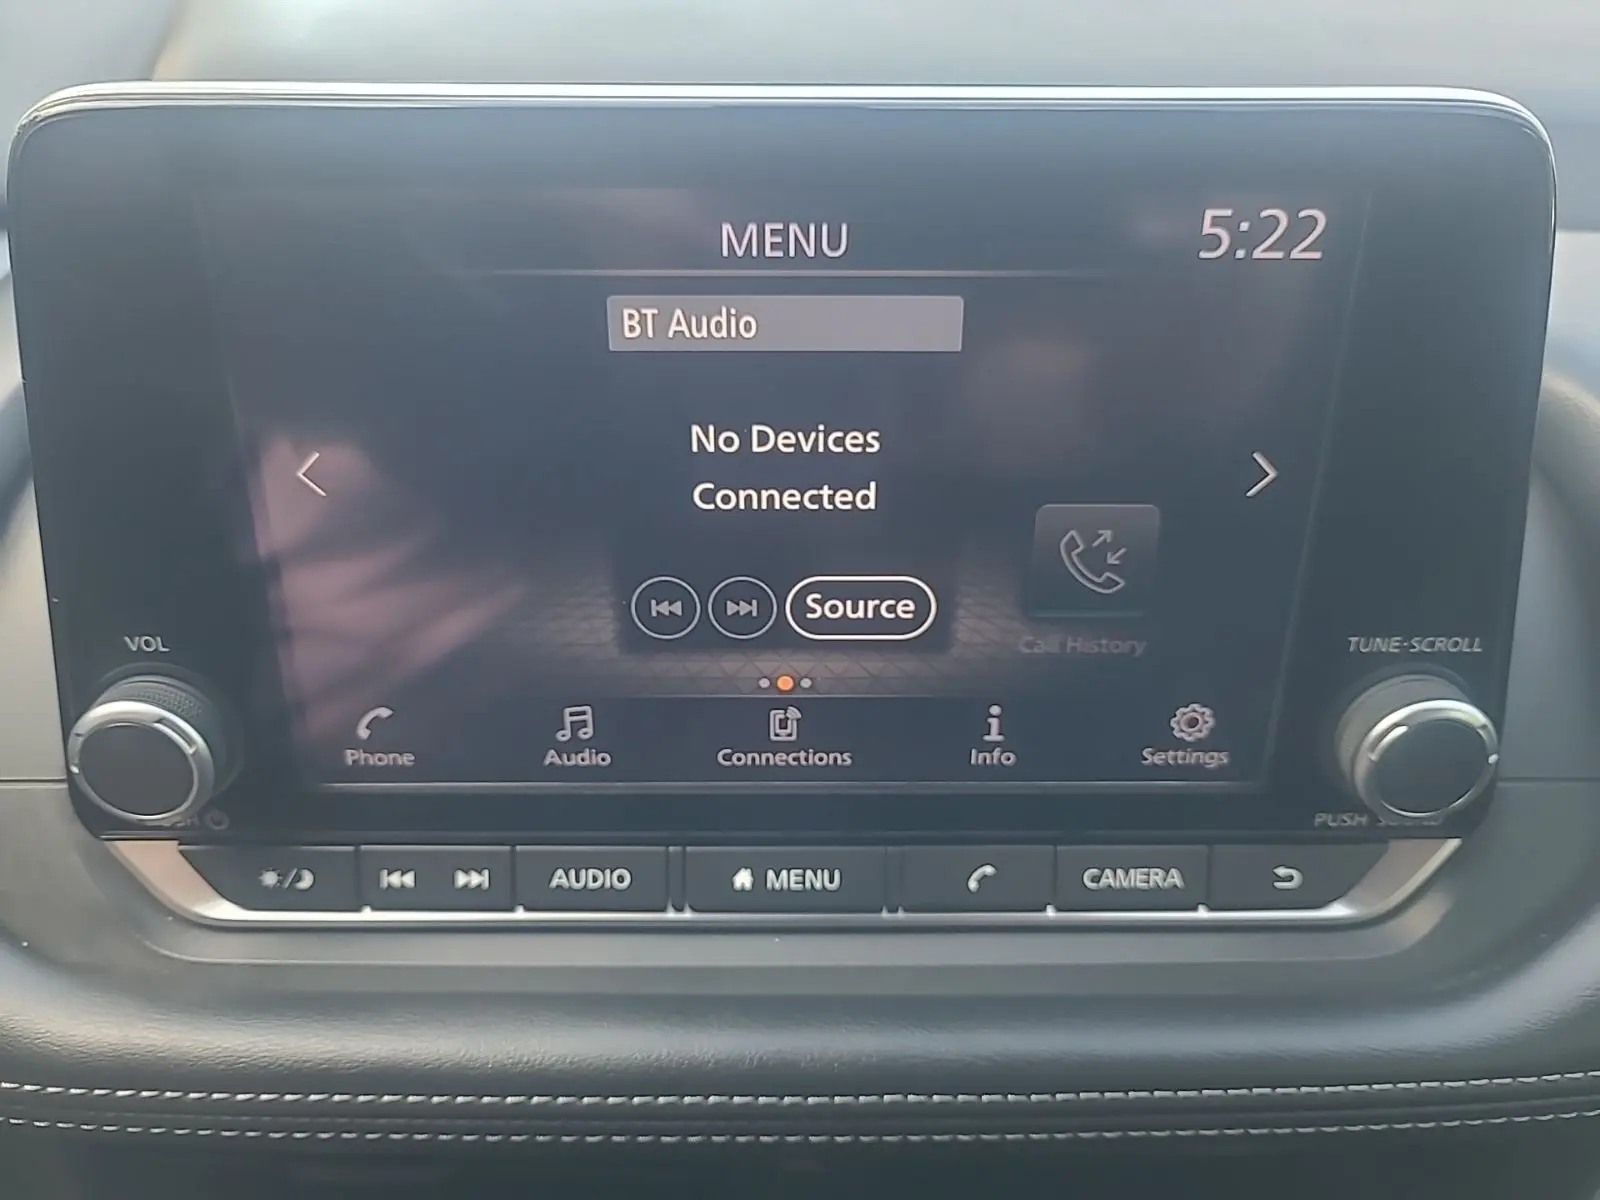 MENU
5:22
BT Audio
No Devices
Connected
Source
Call History
VOL
TUNE·SCROLL
Phone
Audio
Connections
Info
Settings
PUSH
AUDIO
MENU
CAMERA